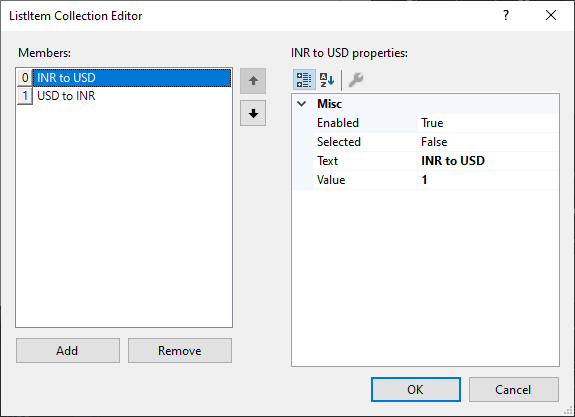 ListItem Collection Editor
?
Members:
0 INR to USD
1 USD to INR
Add
Remove
INR to USD properties:
A
Z
Misc
Enabled True
Selected False
Text INR to USD
Value 1
OK
Cancel